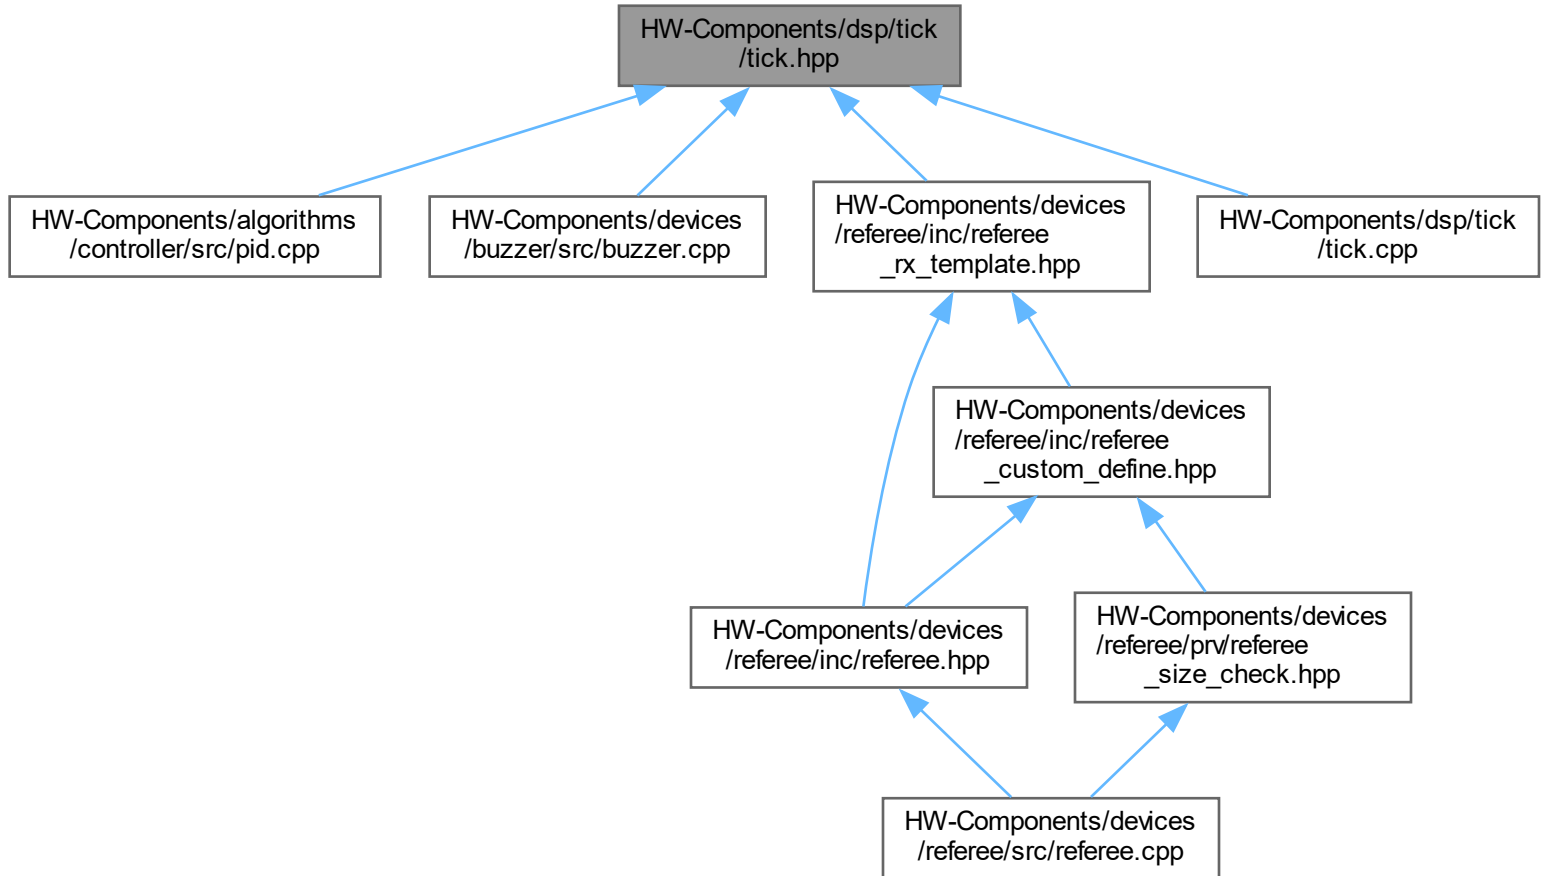 HW-Components/dsp/tick
/tick.hpp
HW-Components/algorithms
/controller/src/pid.cpp
HW-Components/devices
/buzzer/src/buzzer.cpp
HW-Components/devices
/referee/inc/referee
_rx_template.hpp
HW-Components/dsp/tick
/tick.cpp
HW-Components/devices
/referee/inc/referee
_custom_define.hpp
HW-Components/devices
/referee/inc/referee.hpp
HW-Components/devices
/referee/prv/referee
_size_check.hpp
HW-Components/devices
/referee/src/referee.cpp